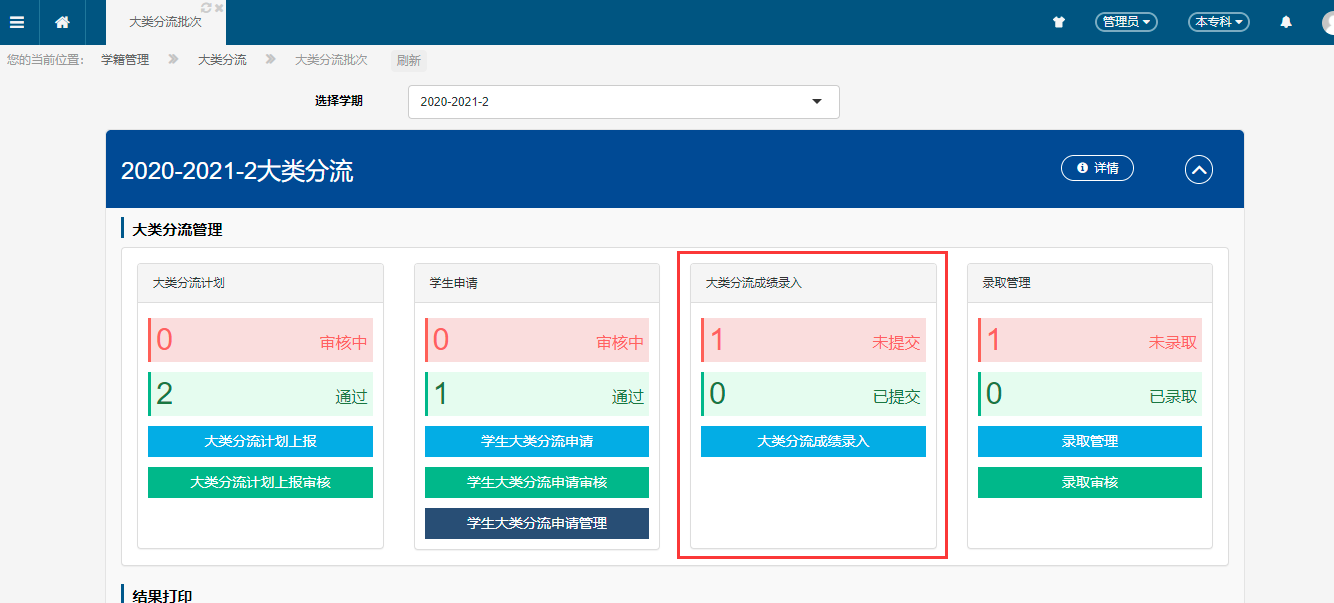 大类分流批次
管理员
本专科
您的当前位置:
学籍管理
大类分流
大类分流批次
刷新
选择学期
2020-2021-2
2020-2021-2大类分流
详情
大类分流管理
大类分流计划
0 审核中
2 通过
大类分流计划上报
大类分流计划上报审核
学生申请
0 审核中
1 通过
学生大类分流申请
学生大类分流申请审核
学生大类分流申请管理
大类分流成绩录入
1 未提交
0 已提交
大类分流成绩录入
录取管理
1 未录取
0 已录取
录取管理
录取审核
结果打印